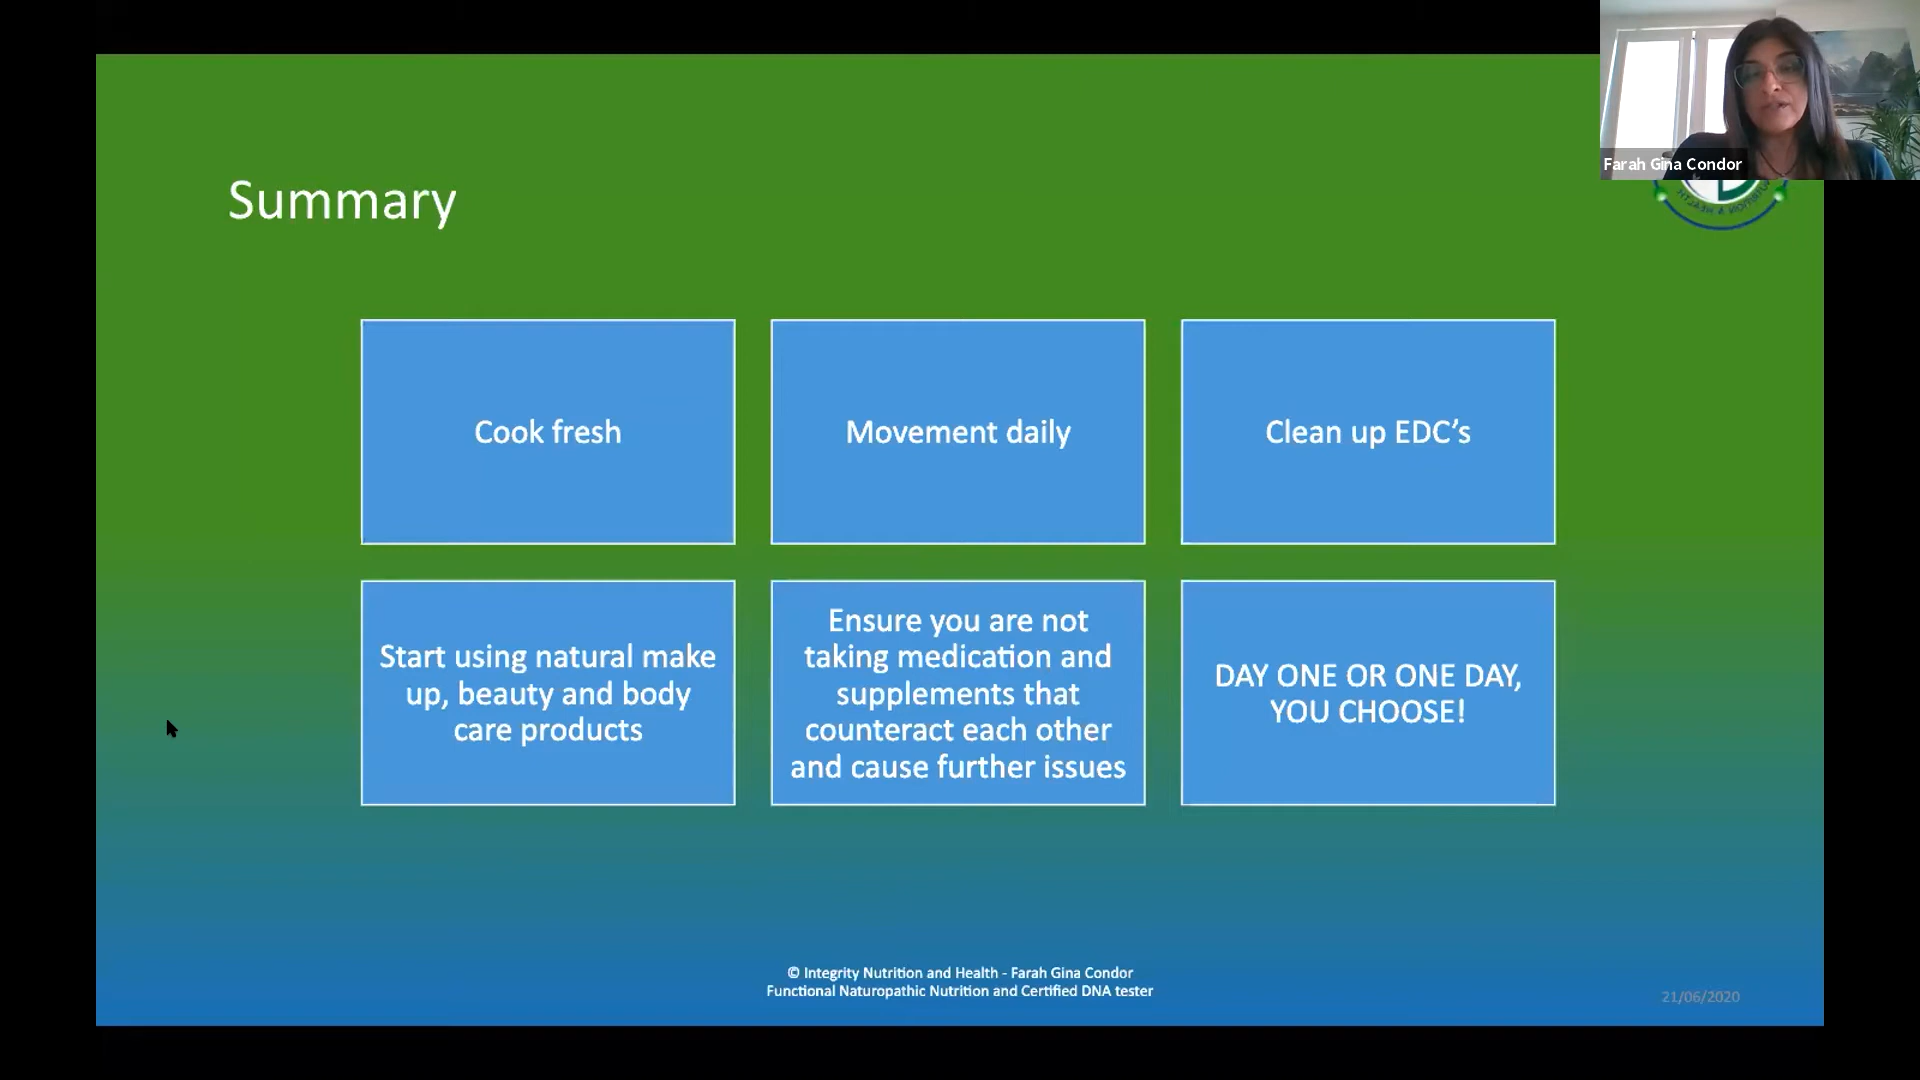 Farah Gina Condor
Summary
Cook fresh
Movement daily
Clean up EDC’s
Start using natural make
up, beauty and body
care products
Ensure you are not
taking medication and
supplements that
counteract each other
and cause further issues
DAY ONE OR ONE DAY,
YOU CHOOSE!
© Integrity Nutrition and Health - Farah Gina Condor
Functional Naturopathic Nutrition and Certified DNA tester
21/06/2020